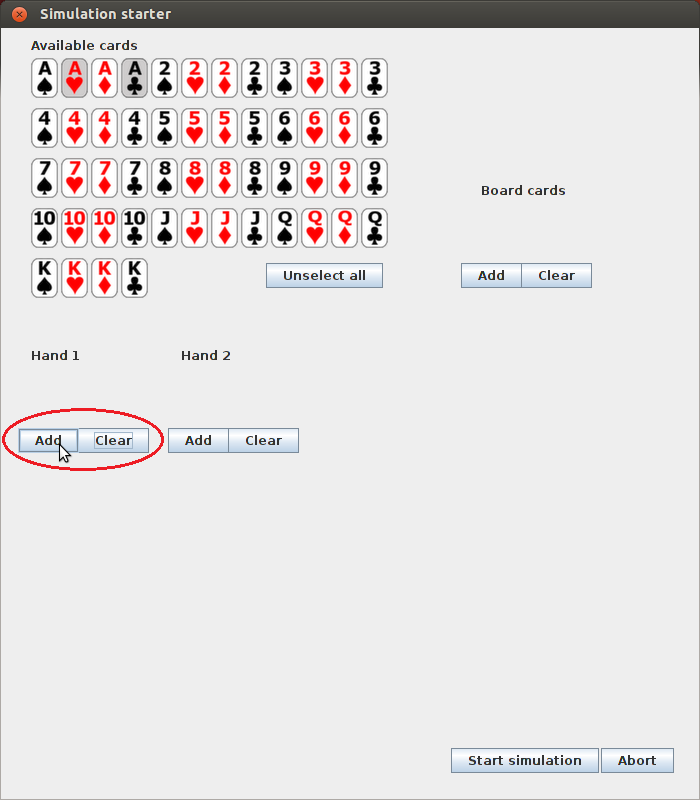 Simulation starter
Available cards
A A A A 2 2 2 2 3 3 3 3
4 4 4 4 5 5 5 5 6 6 6 6
7 7 7 7 8 8 8 8 9 9 9 9
Board cards
10 10 10 10 J J J J Q Q Q Q
K K K K
Unselect all Add Clear
Hand 1 Hand 2
Add Clear Add Clear
Start simulation Abort